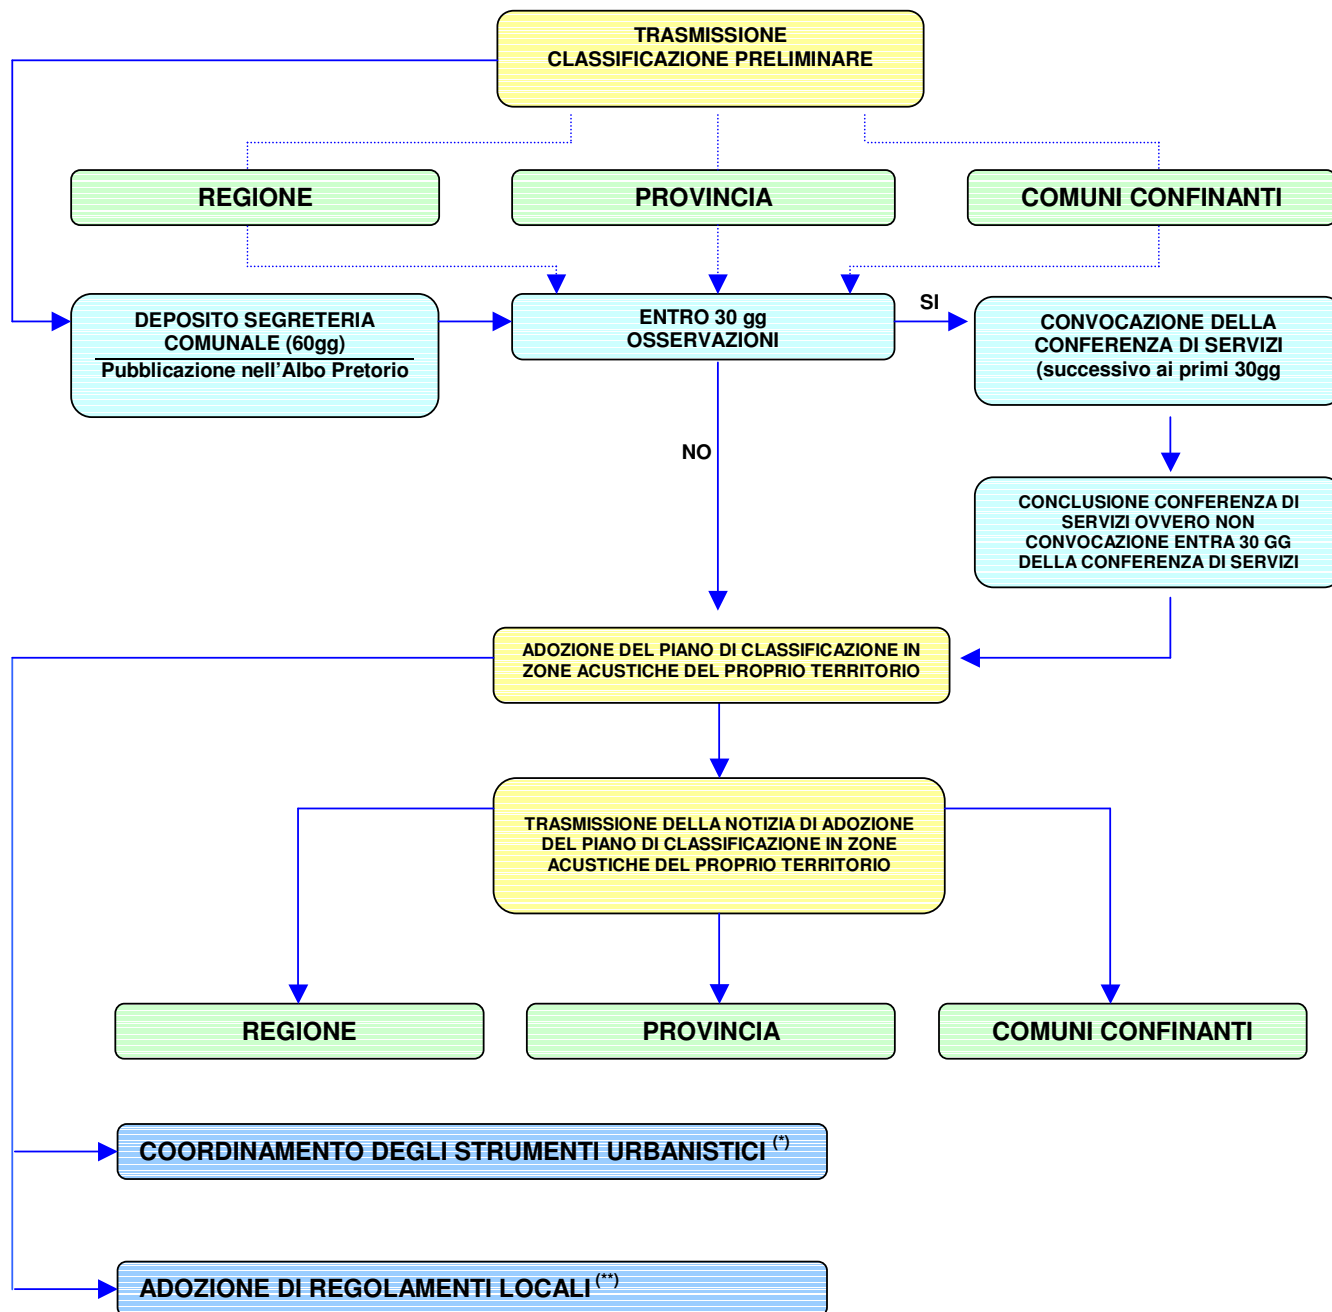 TRASMISSIONE
CLASSIFICAZIONE PRELIMINARE
REGIONE
PROVINCIA
COMUNI CONFINANTI
DEPOSITO SEGRETERIA
COMUNALE (60gg)
Pubblicazione nell'Albo Pretorio
ENTRO 30 gg
OSSERVAZIONI
SI
CONVOCAZIONE DELLA
CONFERENZA DI SERVIZI
(successivo ai primi 30gg
NO
CONCLUSIONE CONFERENZA DI
SERVIZI OVVERO NON
CONVOCAZIONE ENTRA 30 GG
DELLA CONFERENZA DI SERVIZI
ADOZIONE DEL PIANO DI CLASSIFICAZIONE IN
ZONE ACUSTICHE DEL PROPRIO TERRITORIO
TRASMISSIONE DELLA NOTIZIA DI ADOZIONE
DEL PIANO DI CLASSIFICAZIONE IN ZONE
ACUSTICHE DEL PROPRIO TERRITORIO
REGIONE
PROVINCIA
COMUNI CONFINANTI
COORDINAMENTO DEGLI STRUMENTI URBANISTICI (*)
ADOZIONE DI REGOLAMENTI LOCALI (**)